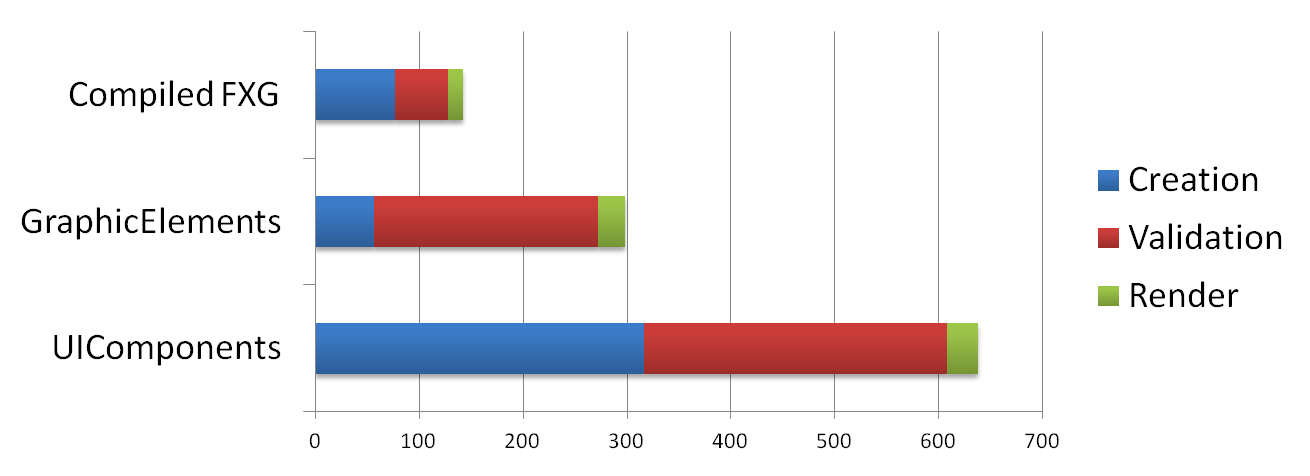 Compiled FXG
GraphicElements
UIComponents
0 100 200 300 400 500 600 700
Creation
Validation
Render